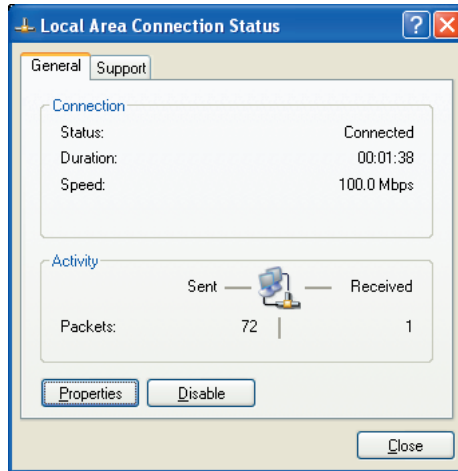 Local Area Connection Status
General Support
Connection
Status: Connected
Duration: 00:01:38
Speed: 100.0 Mbps
Activity
Sent Received
Packets: 72 1
Properties Disable
Close